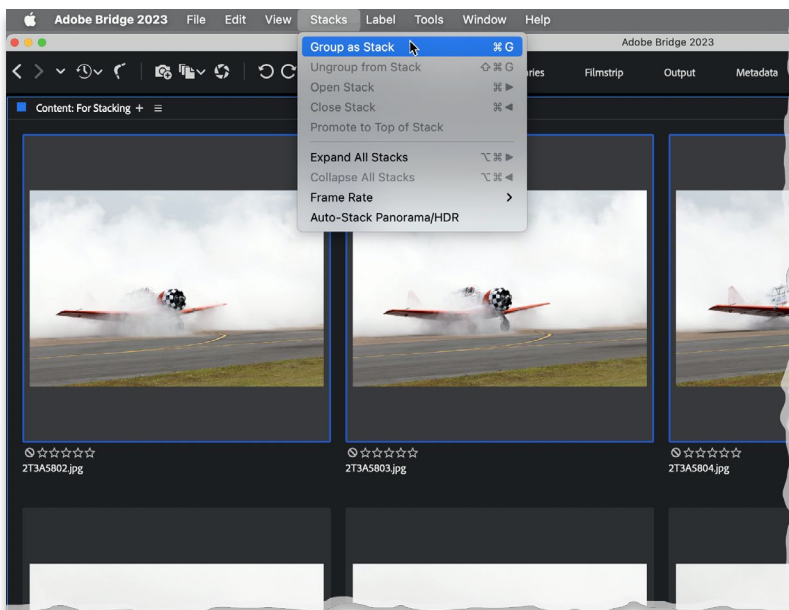 Adobe Bridge 2023 File Edit View Stacks Label Tools Window Help
Adobe Bridge 2023
Group as Stack ⌘ G
Ungroup from Stack ⇧ ⌘ G
Open Stack ⌘ ▶
Close Stack ⌘ ◀
Promote to Top of Stack
Expand All Stacks ⌥ ⌘ ▶
Collapse All Stacks ⌥ ⌘ ◀
Frame Rate >
Auto-Stack Panorama/HDR
Filmstrip Output Metadata
Content: For Stacking +
2T3A5802.jpg 2T3A5803.jpg 2T3A5804.jpg